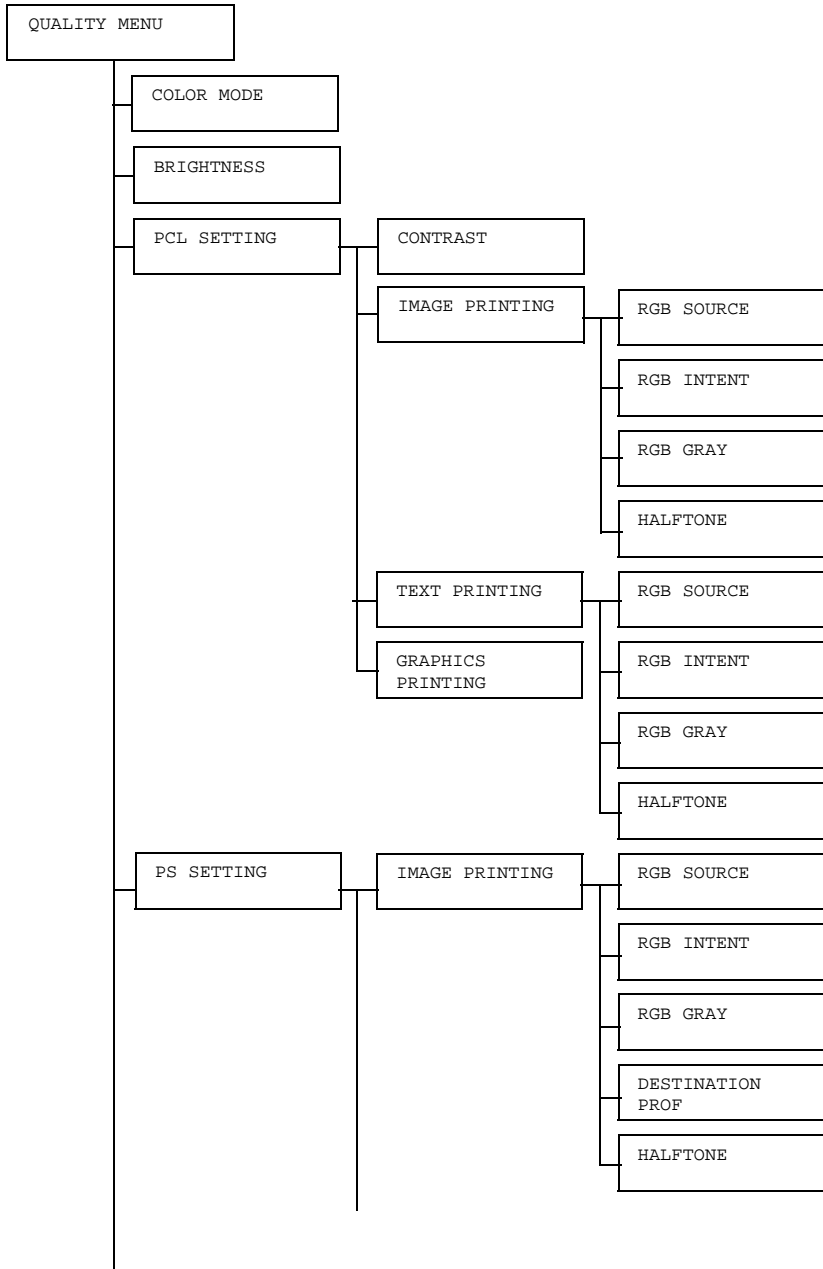 QUALITY MENU
COLOR MODE
BRIGHTNESS
PCL SETTING
CONTRAST
IMAGE PRINTING
RGB SOURCE
RGB INTENT
RGB GRAY
HALFTONE
TEXT PRINTING
RGB SOURCE
GRAPHICS
PRINTING
RGB INTENT
RGB GRAY
HALFTONE
PS SETTING
IMAGE PRINTING
RGB SOURCE
RGB INTENT
RGB GRAY
DESTINATION
PROF
HALFTONE